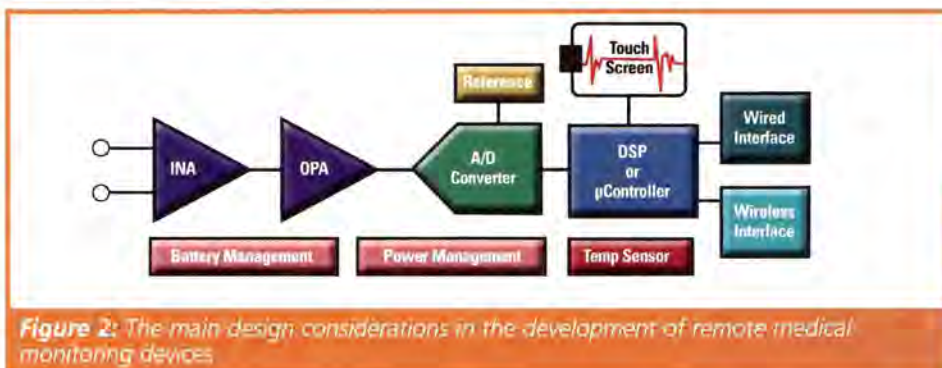 Touch
Screen
Reference
Wired
Interface
INA
OPA
A/D
Converter
DSP
or
µController
Wireless
Interface
Battery Management
Power Management
Temp Sensor
Figure 2: The main design considerations in the development of remote medical
monitoring devices